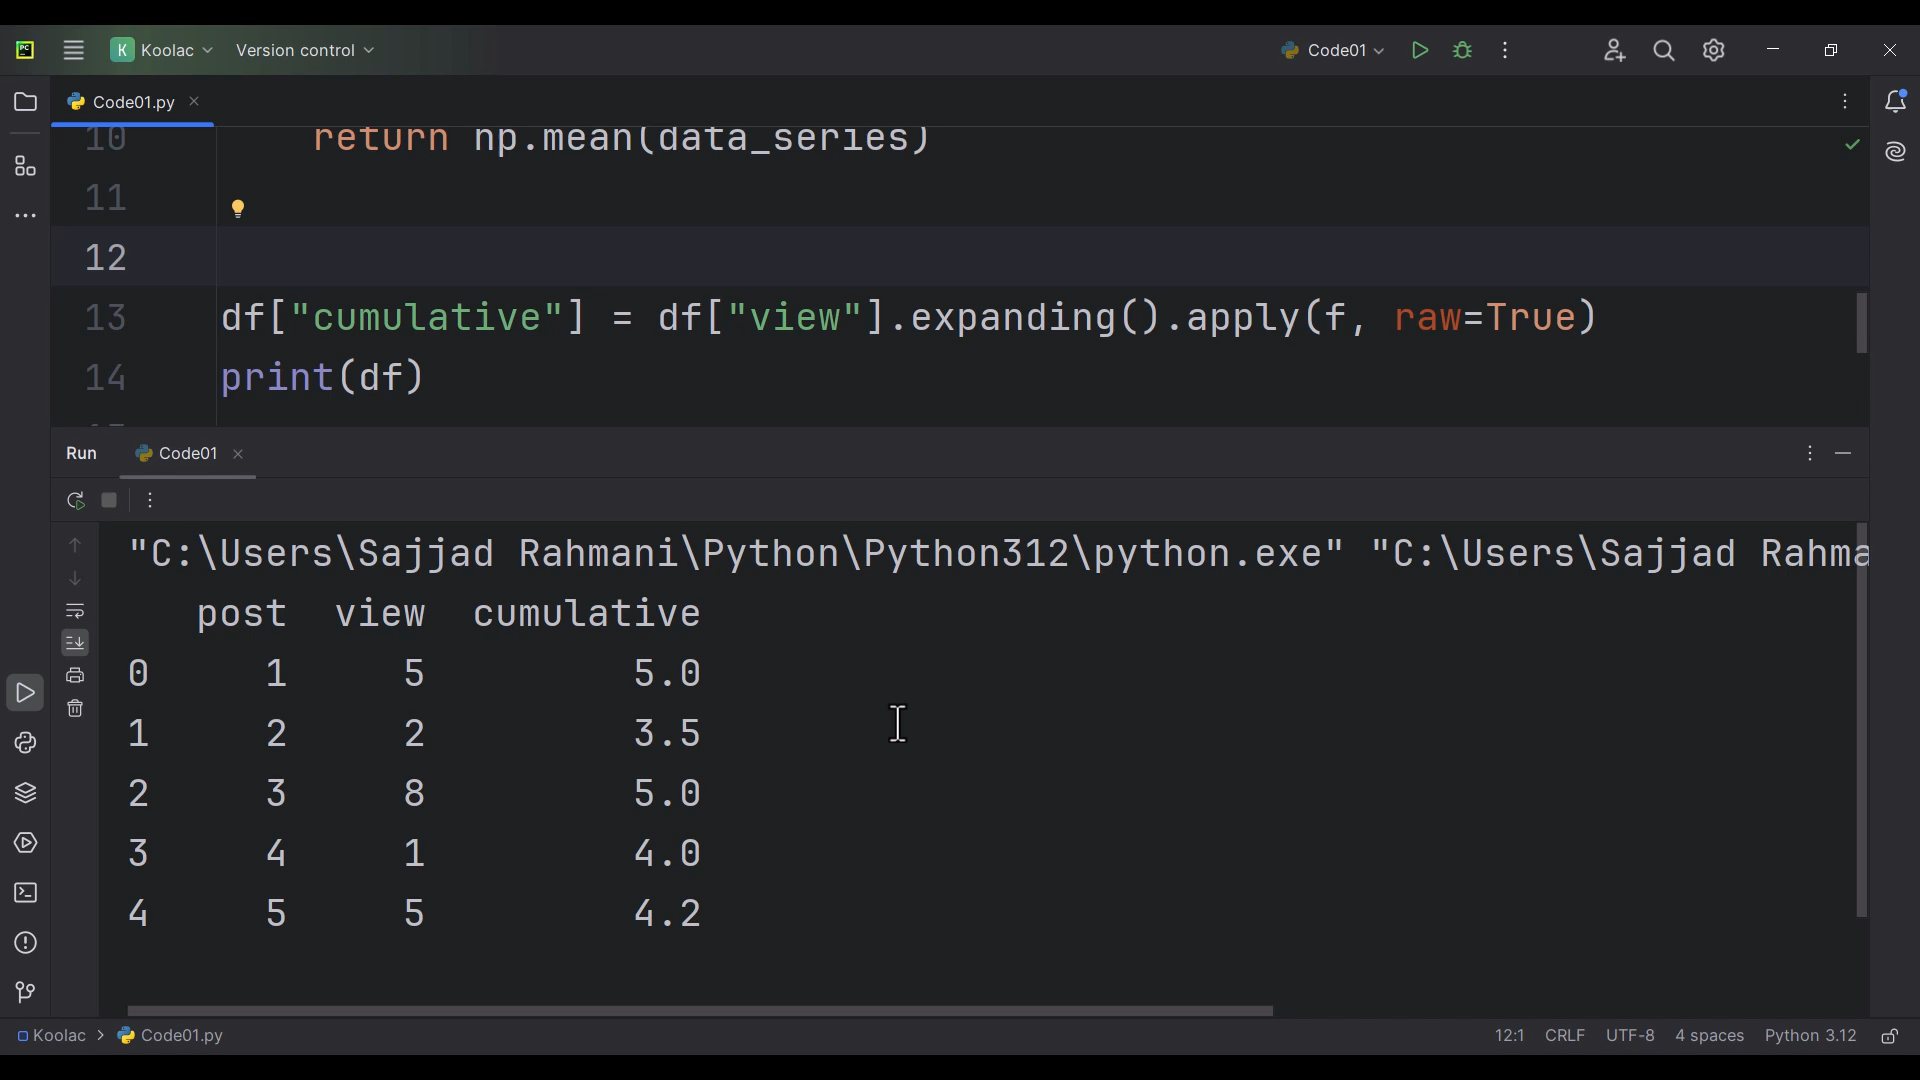 PC
K Koolac Version control Code01
Code01.py
10 return np.mean(data_series)
11
12
13 df["cumulative"] = df["view"].expanding().apply(f, raw=True)
14 print(df)
Run Code01
"C:\Users\Sajjad Rahmani\Python\Python312\python.exe" "C:\Users\Sajjad Rahma
post view cumulative
0 1 5 5.0
1 2 2 3.5
2 3 8 5.0
3 4 1 4.0
4 5 5 4.2
Koolac > Code01.py 12:1 CRLF UTF-8 4 spaces Python 3.12